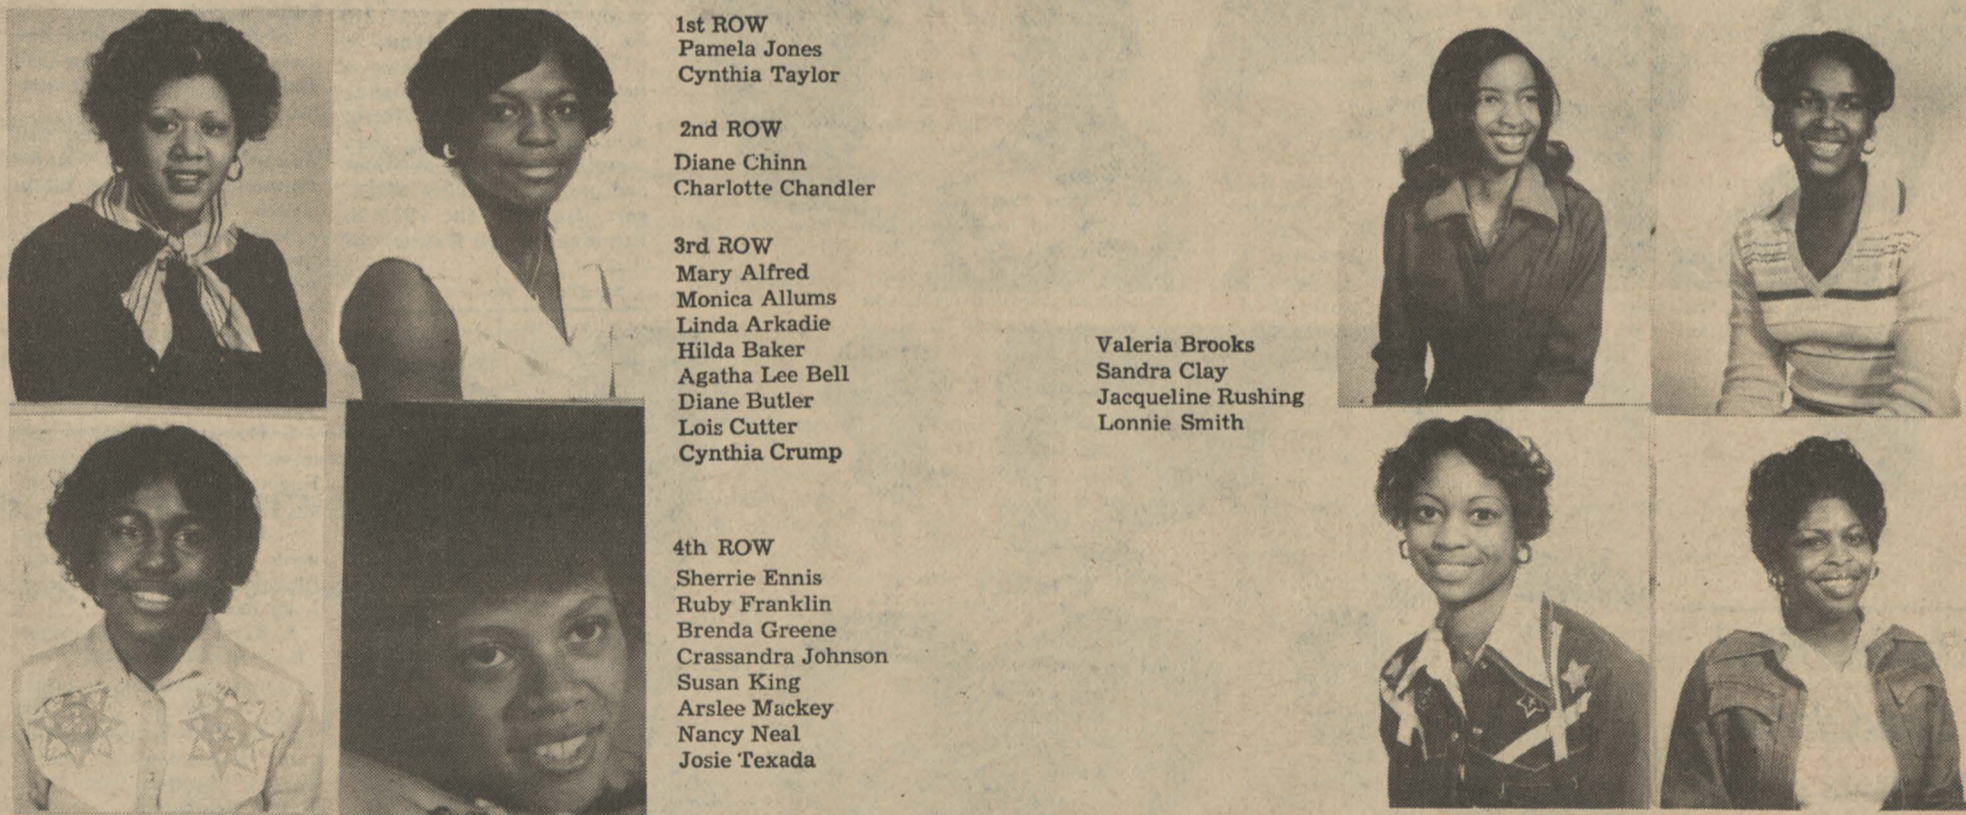 1st ROW
Pamela Jones
Cynthia Taylor
2nd ROW
Diane Chinn
Charlotte Chandler
3rd ROW
Mary Alfred
Monica Allums
Linda Arkadie
Hilda Baker
Agatha Lee Bell
Diane Butler
Lois Cutter
Cynthia Crump
4th ROW
Sherrie Ennis
Ruby Franklin
Brenda Greene
Crassandra Johnson
Susan King
Arslee Mackey
Nancy Neal
Josie Texada
Valeria Brooks
Sandra Clay
Jacqueline Rushing
Lonnie Smith